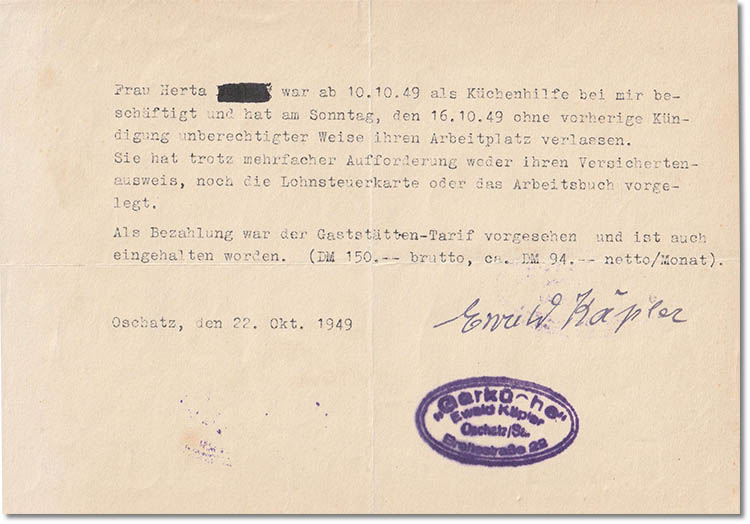 Frau Herta war ab 10.10.49 als Küchenhilfe bei mir be-
schäftigt und hat am Sonntag, den 16.10.49 ohne vorherige Kün-
digung unberechtigter Weise ihren Arbeitplatz verlassen.
Sie hat trotz mehrfacher Aufforderung weder ihren Versicherten-
ausweis, noch die Lohnsteuerkarte oder das Arbeitsbuch vorge-
legt.
Als Bezahlung war der Gaststätten-Tarif vorgesehen und ist auch
eingehalten worden. (DM 150.-- brutto, ca. DM 94.-- netto/Monat).
Oschatz, den 22. Okt. 1949
Ewald Käpler
"Garküche"
Ewald Käpler
Oschatz/Sa.
Breitestraße 29